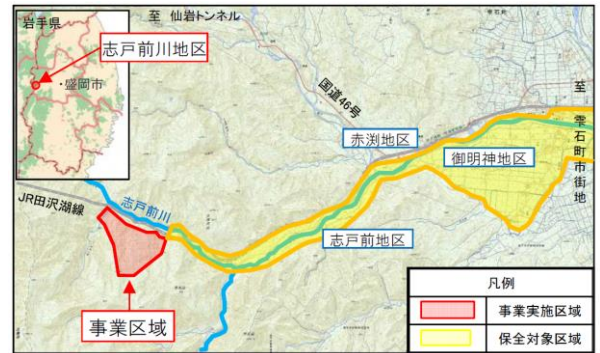 岩手県
志戸前川地区
・盛岡市
至 仙岩トンネル
国道46号
赤渕地区
御明神地区
至 雫石町市街地
JR田沢湖線
志戸前川
志戸前地区
事業区域
凡例
事業実施区域
保全対象区域